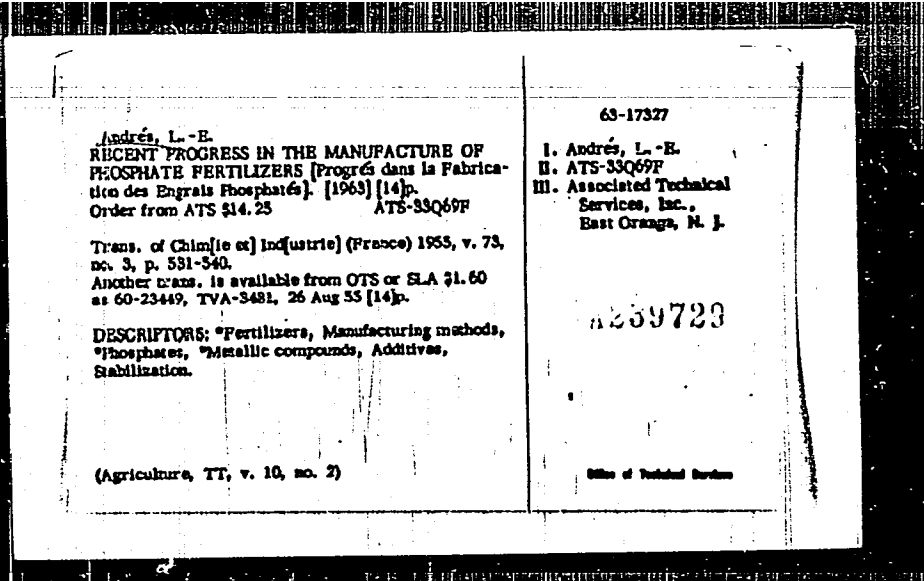 Andrés, L.-E.
RECENT PROGRESS IN THE MANUFACTURE OF
PHOSPHATE FERTILIZERS [Progrés dans la Fabrica-
tion des Engrais Phosphatés]. [1963] [14]p.
Order from ATS $14.25 ATS-33Q69F
Trans. of Chim[ie et] Ind[ustrie] (France) 1955, v. 73,
no. 3, p. 531-540.
Another trans. is available from OTS or SLA $1.60
as 60-23449, TVA-3481, 26 Aug 55 [14]p.
DESCRIPTORS: *Fertilizers, Manufacturing methods,
*Phosphates, *Metallic compounds, Additives,
Stabilization.
(Agriculture, TT, v. 10, no. 2)
63-17327
I. Andrés, L.-E.
II. ATS-33Q69F
III. Associated Technical
Services, Inc.,
East Orange, N. J.
A259729
Office of Technical Services